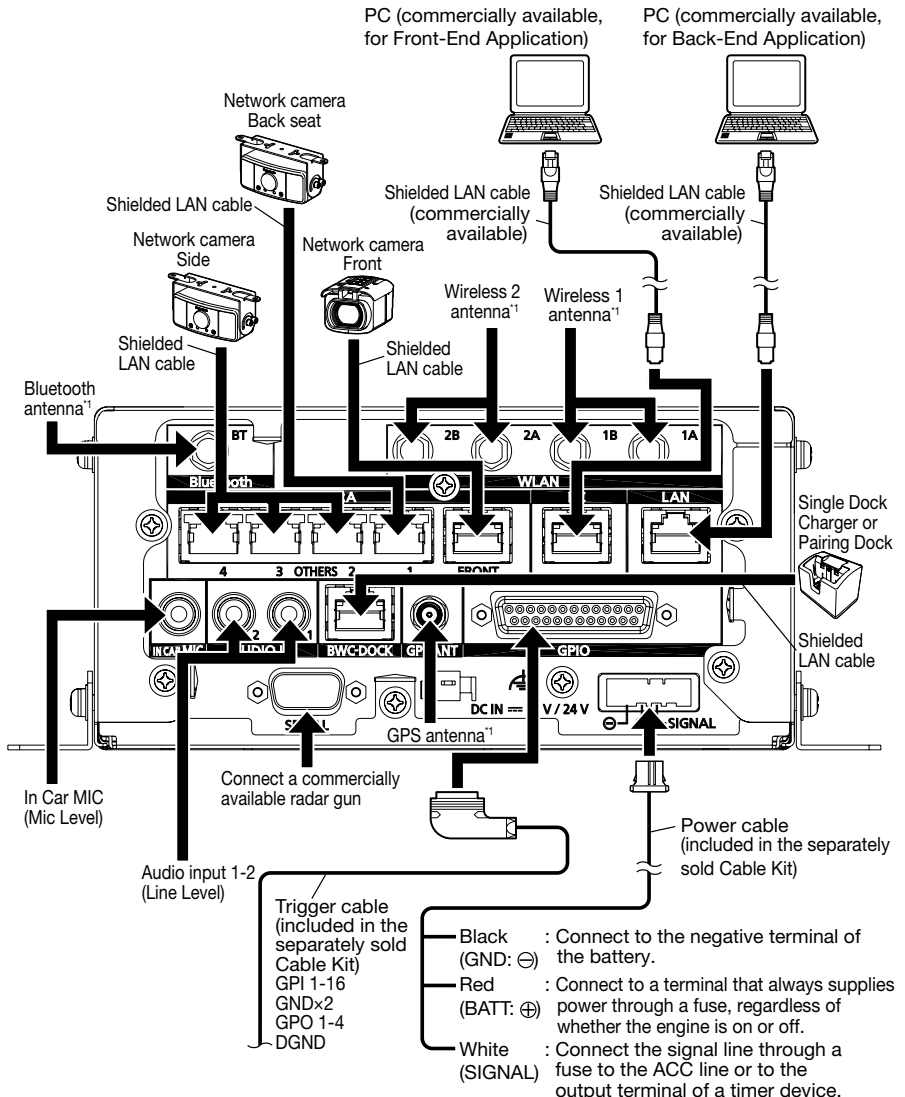 PC (commercially available,
for Front-End Application)
PC (commercially available,
for Back-End Application)
Network camera
Back seat
Shielded LAN cable
Shielded LAN cable
(commercially
available)
Shielded LAN cable
(commercially
available)
Network camera
Side
Network camera
Front
Wireless 2
antenna*1
Wireless 1
antenna*1
Shielded
LAN cable
Shielded
LAN cable
Bluetooth
antenna*1
BT
2B
2A
1B
1A
Bluetooth
WLAN
LAN
Single Dock
Charger or
Pairing Dock
4
3
OTHERS
2
1
FRONT
2
1
IN CAR MIC
BWC-DOCK
GPIO
Shielded
LAN cable
DC IN
V / 24 V
⊖
SIGNAL
GPS antenna*1
In Car MIC
(Mic Level)
Connect a commercially
available radar gun
Audio input 1-2
(Line Level)
Power cable
(included in the separately
sold Cable Kit)
Trigger cable
(included in the
separately sold
Cable Kit)
GPI 1-16
GND×2
GPO 1-4
DGND
Black : Connect to the negative terminal of
(GND: ⊖) the battery.
Red : Connect to a terminal that always supplies
(BATT: ⊕) power through a fuse, regardless of
whether the engine is on or off.
White : Connect the signal line through a
(SIGNAL) fuse to the ACC line or to the
output terminal of a timer device.